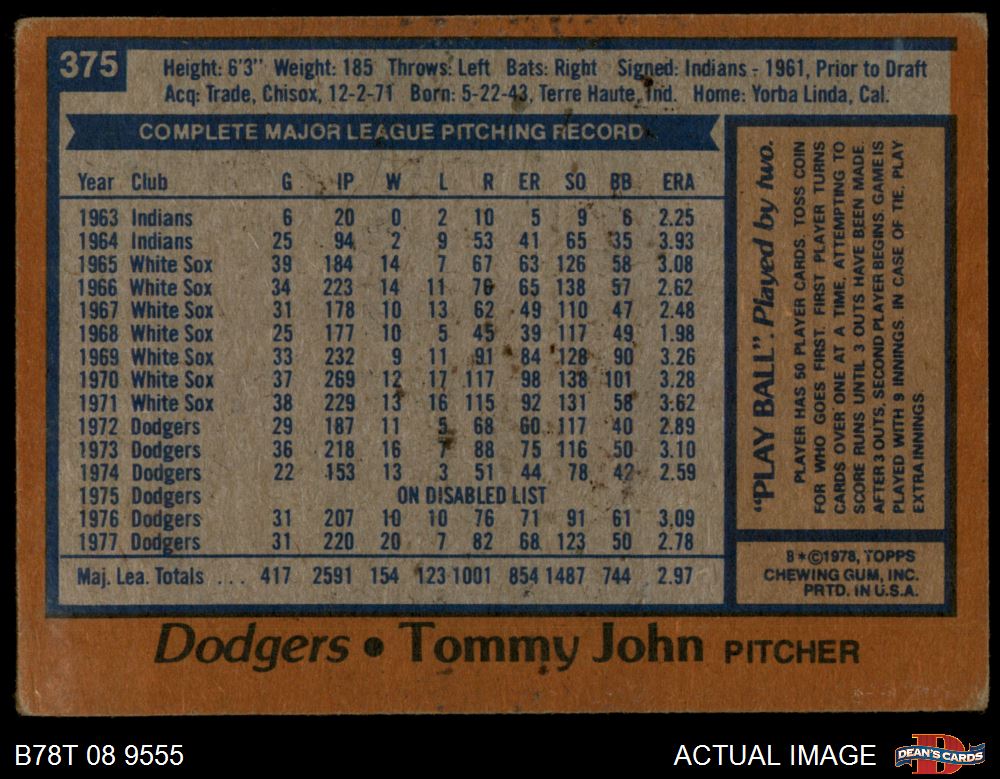 375
Height: 6'3" Weight: 185 Throws: Left Bats: Right Signed: Indians - 1961, Prior to Draft
Acq: Trade, Chisox, 12-2-71 Born: 5-22-43, Terre Haute, Ind. Home: Yorba Linda, Cal.
COMPLETE MAJOR LEAGUE PITCHING RECORD
Year Club G IP W L R ER SO BB ERA
1963 Indians 6 20 0 2 10 5 9 6 2.25
1964 Indians 25 94 2 9 53 41 65 35 3.93
1965 White Sox 39 184 14 7 67 63 126 58 3.08
1966 White Sox 34 223 14 11 76 65 138 57 2.62
1967 White Sox 31 178 10 13 62 49 110 47 2.48
1968 White Sox 25 177 10 5 45 39 117 49 1.98
1969 White Sox 33 232 9 11 91 84 128 90 3.26
1970 White Sox 37 269 12 17 117 98 138 101 3.28
1971 White Sox 38 229 13 16 115 92 131 58 3.62
1972 Dodgers 29 187 11 5 68 60 117 40 2.89
1973 Dodgers 36 218 16 7 88 75 116 50 3.10
1974 Dodgers 22 153 13 3 51 44 78 42 2.59
1975 Dodgers ON DISABLED LIST
1976 Dodgers 31 207 10 10 76 71 91 61 3.09
1977 Dodgers 31 220 20 7 82 68 123 50 2.78
Maj. Lea. Totals ... 417 2591 154 123 1001 854 1487 744 2.97
"PLAY BALL". Played by two.
PLAYER HAS 50 PLAYER CARDS. TOSS COIN
FOR WHO GOES FIRST. FIRST PLAYER TURNS
CARDS OVER ONE AT A TIME, ATTEMPTING TO
SCORE RUNS UNTIL 3 OUTS HAVE BEEN MADE.
AFTER 3 OUTS, SECOND PLAYER BEGINS. GAME IS
PLAYED WITH 9 INNINGS. IN CASE OF TIE, PLAY
EXTRA INNINGS.
8*©1978, TOPPS
CHEWING GUM, INC.
PRTD. IN U.S.A.
Dodgers • Tommy John PITCHER
B78T 08 9555
ACTUAL IMAGE
D
DEAN'S CARDS